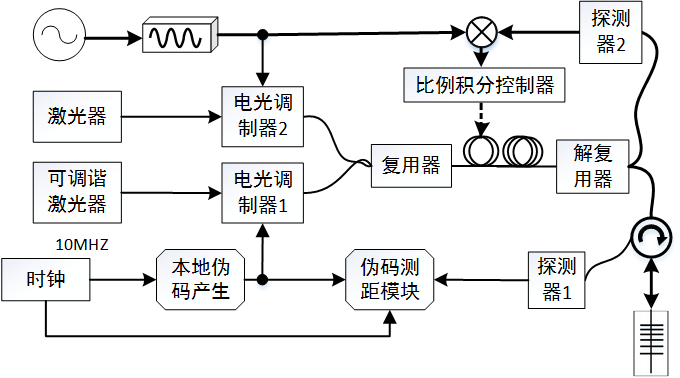 探测
器2
比例积分控制器
激光器
电光调
制器2
复用器
解复
用器
可调谐
激光器
电光调
制器1
10MHZ
时钟
本地伪
码产生
伪码测
距模块
探测
器1